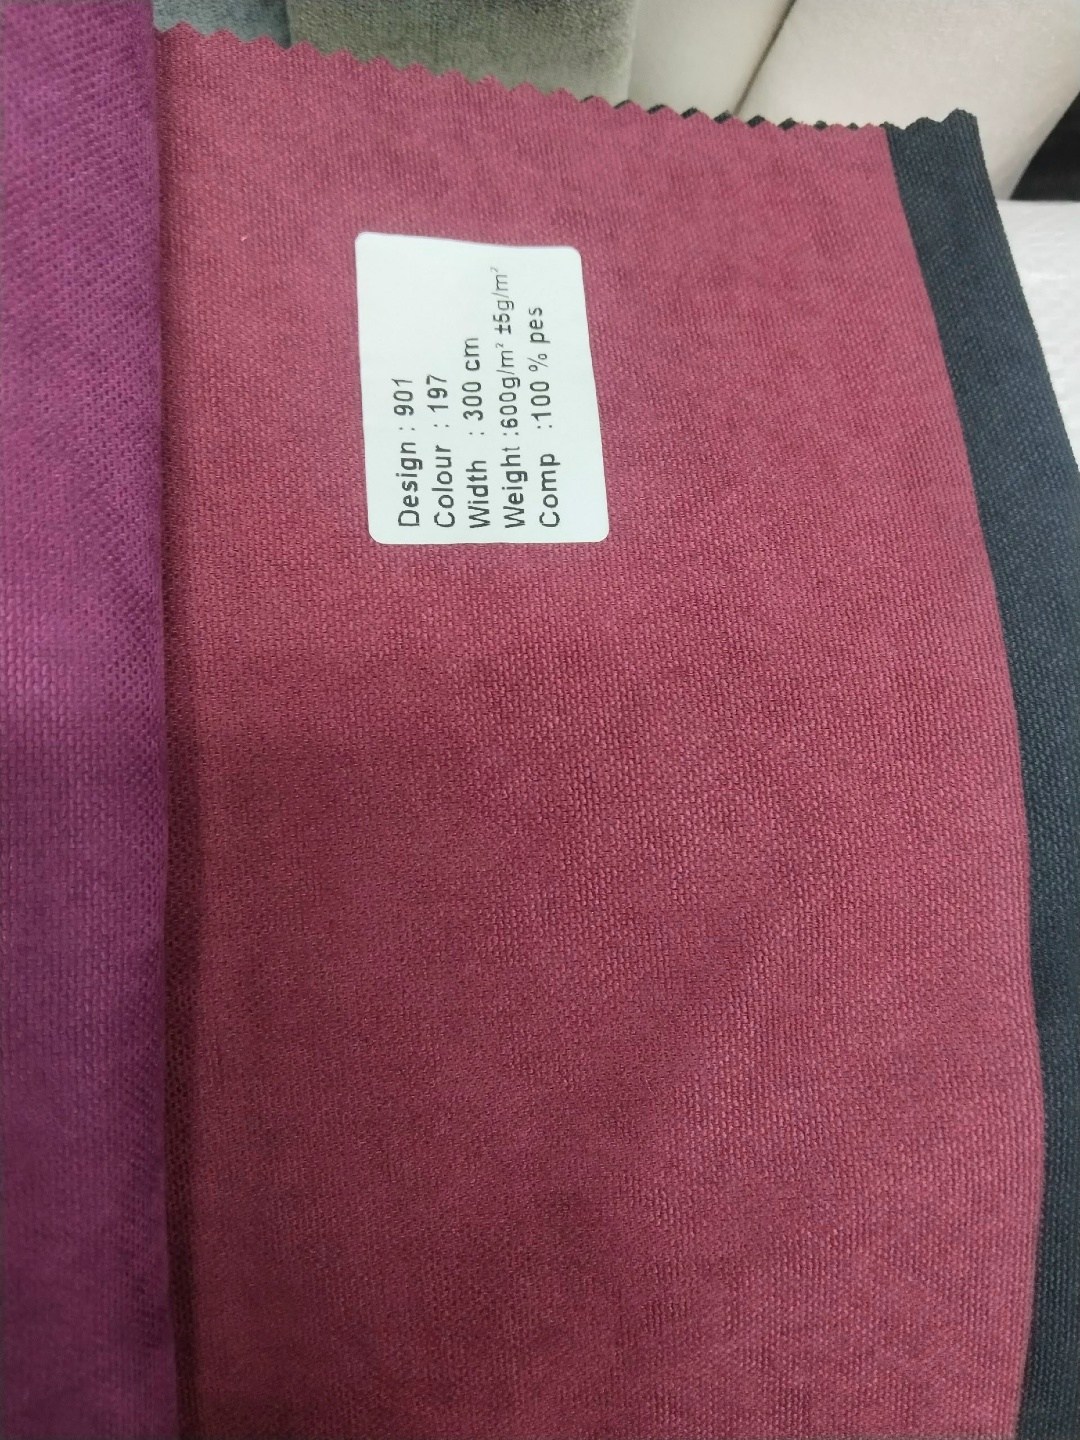 Design : 901
Colour : 197
Width : 300 cm
Weight :600g/m² ±5g/m²
Comp :100 % pes